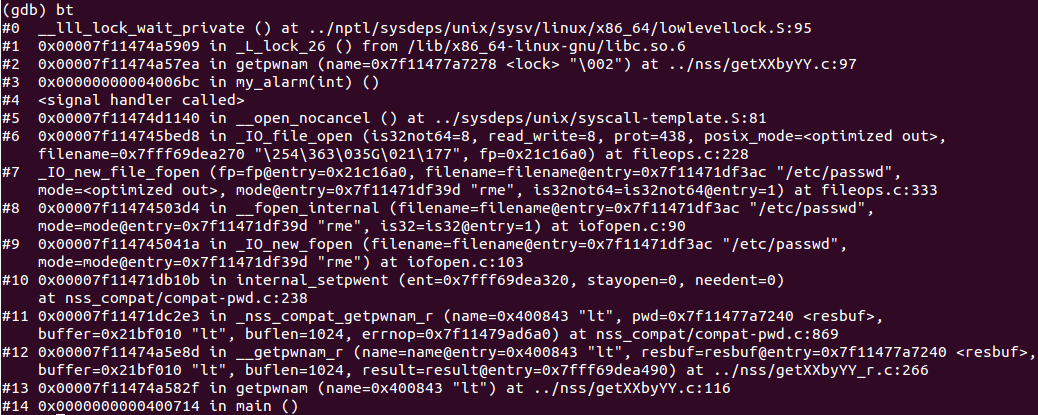 (gdb) bt
#0  __lll_lock_wait_private () at ../nptl/sysdeps/unix/sysv/linux/x86_64/lowlevellock.S:95
#1  0x00007f11474a5909 in _L_lock_26 () from /lib/x86_64-linux-gnu/libc.so.6
#2  0x00007f11474a57ea in getpwnam (name=0x7f11477a7278 <lock> "\002") at ../nss/getXXbyYY.c:97
#3  0x00000000004006bc in my_alarm(int) ()
#4  <signal handler called>
#5  0x00007f11474d1140 in __open_nocancel () at ../sysdeps/unix/syscall-template.S:81
#6  0x00007f114745bed8 in _IO_file_open (is32not64=8, read_write=8, prot=438, posix_mode=<optimized out>,
    filename=0x7fff69dea270 "\254\363\035G\021\177", fp=0x21c16a0) at fileops.c:228
#7  _IO_new_file_fopen (fp=fp@entry=0x21c16a0, filename=filename@entry=0x7f11471df3ac "/etc/passwd",
    mode=<optimized out>, mode@entry=0x7f11471df39d "rme", is32not64=is32not64@entry=1) at fileops.c:333
#8  0x00007f11474503d4 in __fopen_internal (filename=filename@entry=0x7f11471df3ac "/etc/passwd",
    mode=mode@entry=0x7f11471df39d "rme", is32=is32@entry=1) at iofopen.c:90
#9  0x00007f114745041a in _IO_new_fopen (filename=filename@entry=0x7f11471df3ac "/etc/passwd",
    mode=mode@entry=0x7f11471df39d "rme") at iofopen.c:103
#10 0x00007f11471db10b in internal_setpwent (ent=0x7fff69dea320, stayopen=0, needent=0)
    at nss_compat/compat-pwd.c:238
#11 0x00007f11471dc2e3 in _nss_compat_getpwnam_r (name=0x400843 "lt", pwd=0x7f11477a7240 <resbuf>,
    buffer=0x21bf010 "lt", buflen=1024, errnop=0x7f11479ad6a0) at nss_compat/compat-pwd.c:869
#12 0x00007f11474a5e8d in __getpwnam_r (name=name@entry=0x400843 "lt", resbuf=resbuf@entry=0x7f11477a7240 <resbuf>,
    buffer=0x21bf010 "lt", buflen=1024, result=result@entry=0x7fff69dea490) at ../nss/getXXbyYY_r.c:266
#13 0x00007f11474a582f in getpwnam (name=0x400843 "lt") at ../nss/getXXbyYY.c:116
#14 0x0000000000400714 in main ()